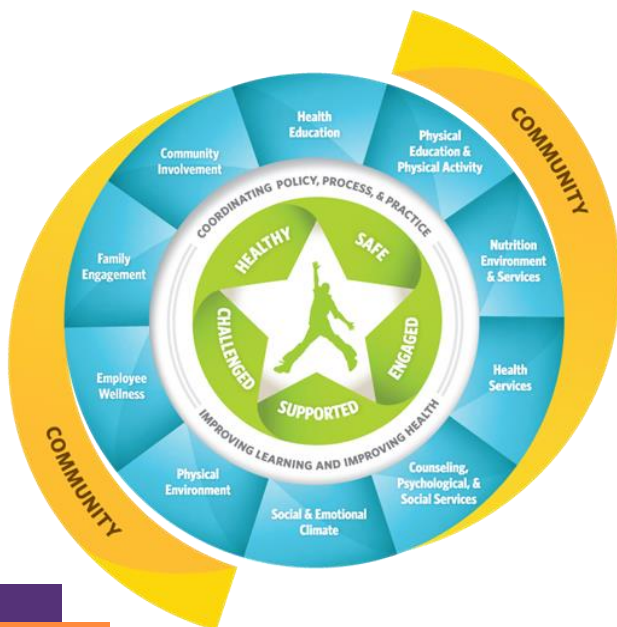 COMMUNITY
Health
Education
Physical
Education &
Physical Activity
Nutrition
Environment
& Services
Health
Services
Counseling,
Psychological, &
Social Services
Social & Emotional
Climate
Physical
Environment
Employee
Wellness
Family
Engagement
Community
Involvement
COORDINATING POLICY, PROCESS, & PRACTICE
IMPROVING LEARNING AND IMPROVING HEALTH
HEALTHY
SAFE
ENGAGED
SUPPORTED
CHALLENGED
COMMUNITY